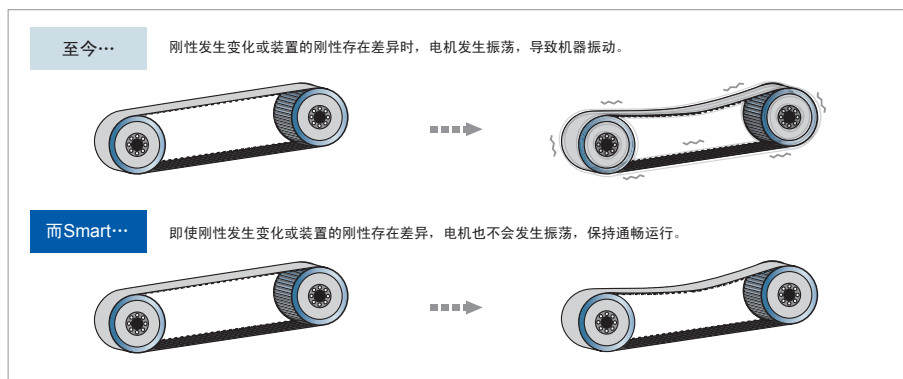 至今…
刚性发生变化或装置的刚性存在差异时，电机发生振荡，导致机器振动。
而Smart…
即使刚性发生变化或装置的刚性存在差异，电机也不会发生振荡，保持通畅运行。